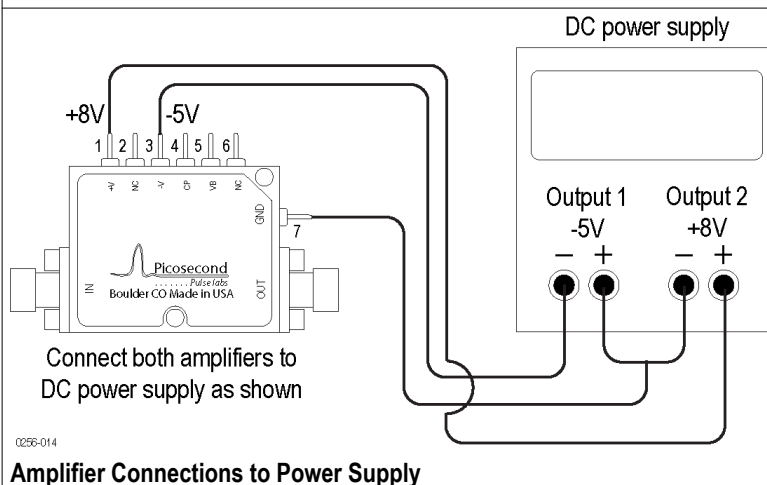 DC power supply
+8V
-5V
1 2 3 4 5 6
+V NC -V CP VB NC
GND
7
IN
Picosecond
.......Pulse labs
Boulder CO Made in USA
OUT
Output 1
-5V
− +
Output 2
+8V
− +
Connect both amplifiers to
DC power supply as shown
0256-014
Amplifier Connections to Power Supply